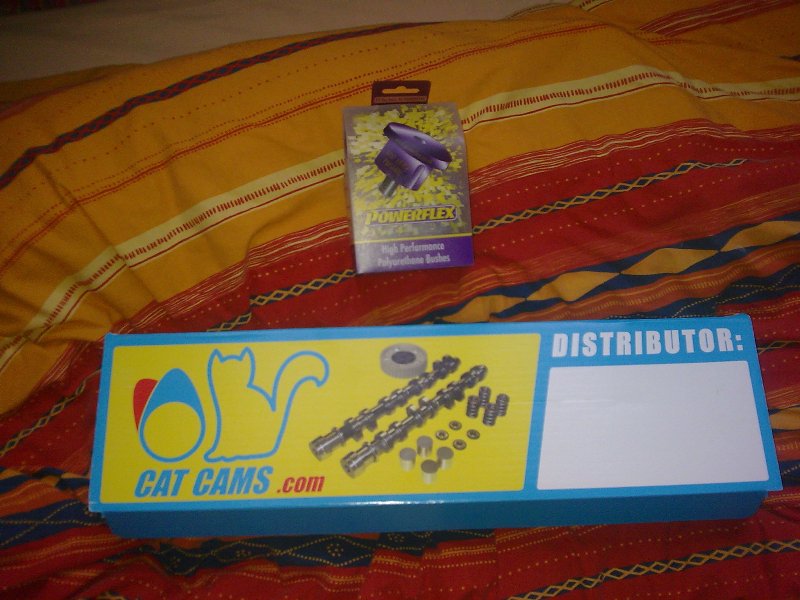 POWERFLEX
High Performance
Polyurethane Bushes
DISTRIBUTOR:
CAT CAMS .com